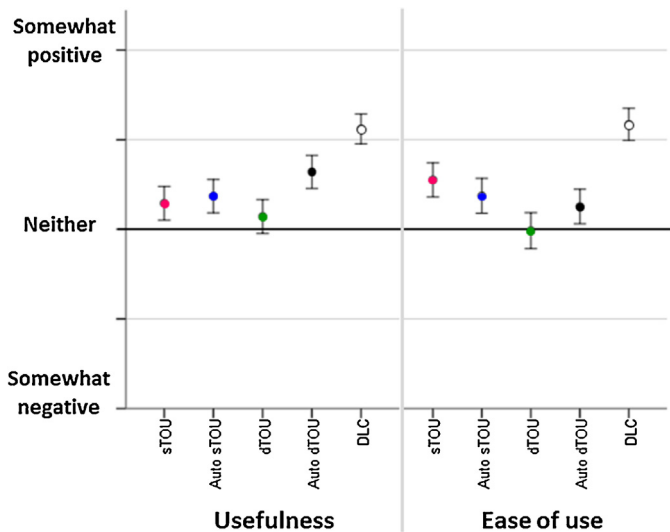 Somewhat
positive
Neither
Somewhat
negative
sTOU
Auto sTOU
dTOU
Auto dTOU
DLC
sTOU
Auto sTOU
dTOU
Auto dTOU
DLC
Usefulness
Ease of use